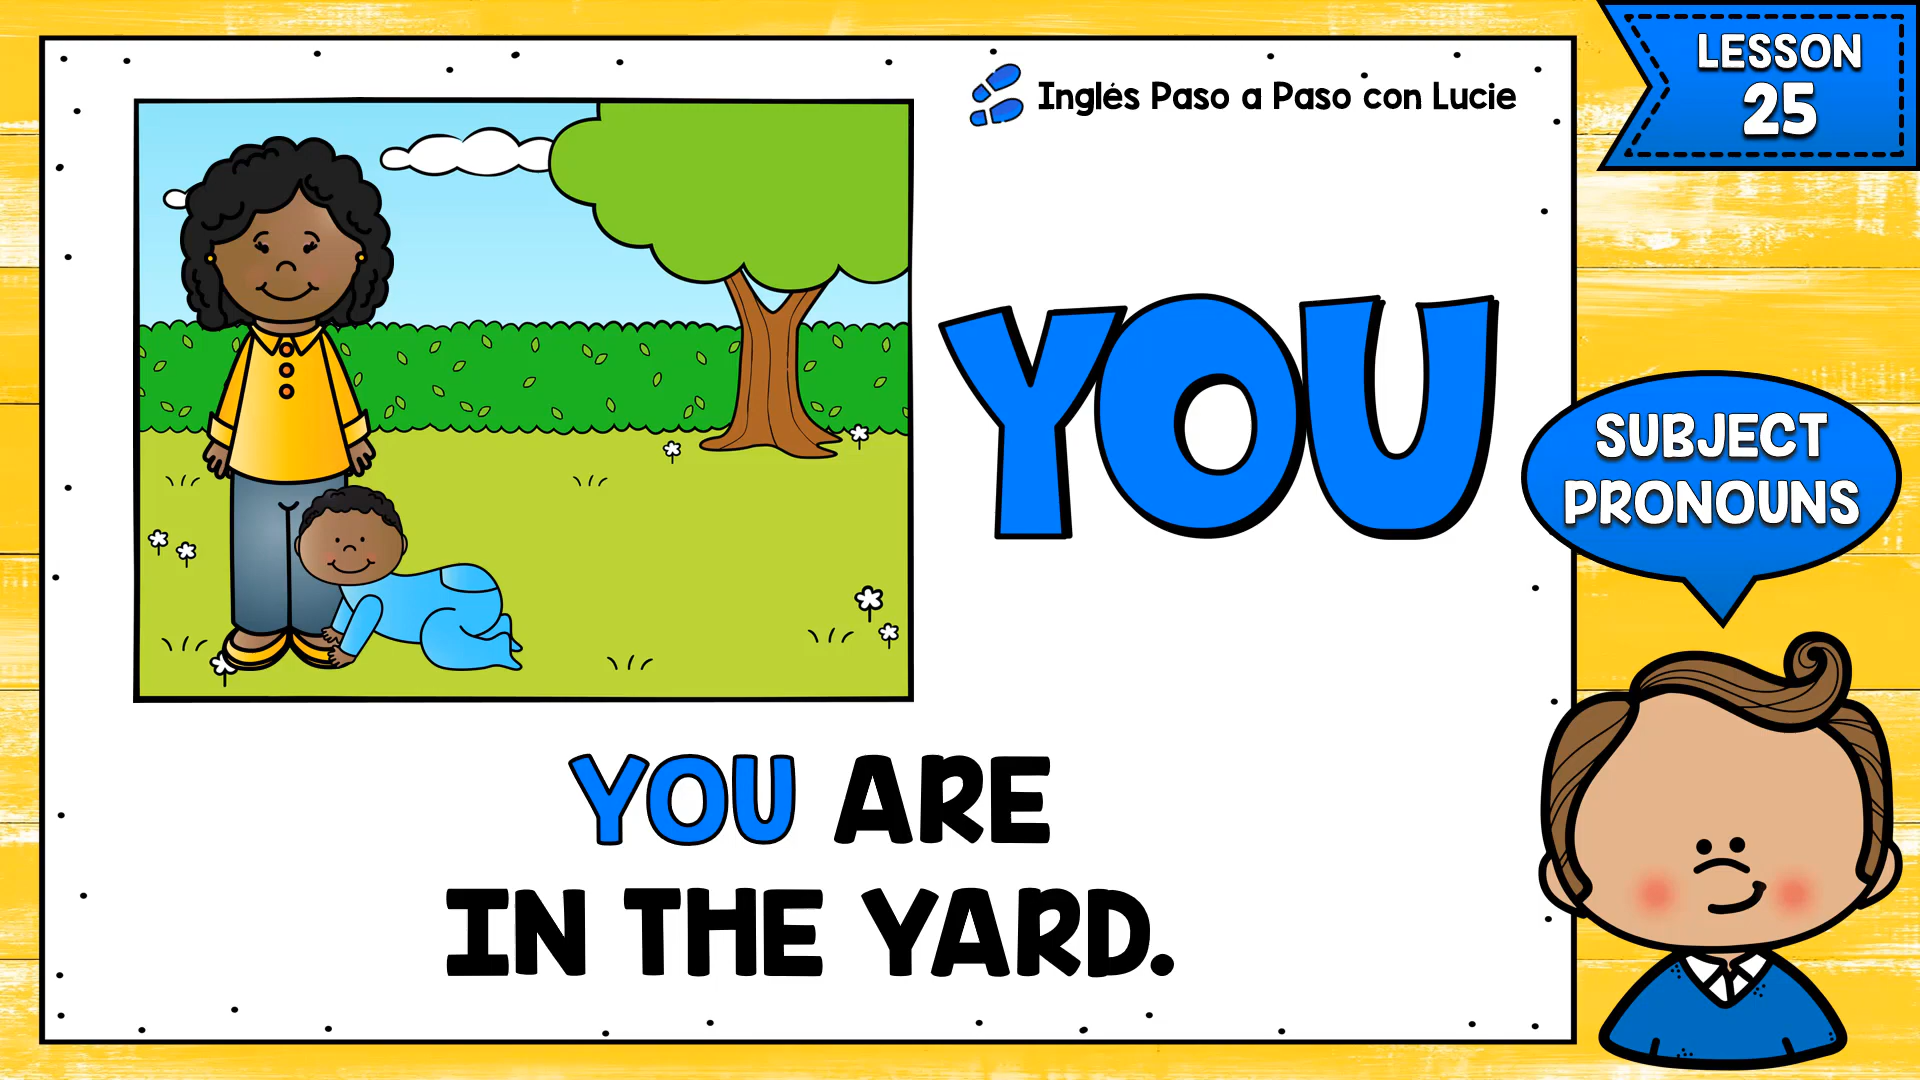 Inglés Paso a Paso con Lucie
LESSON
25
YOU
SUBJECT
PRONOUNS
YOU ARE
IN THE YARD.